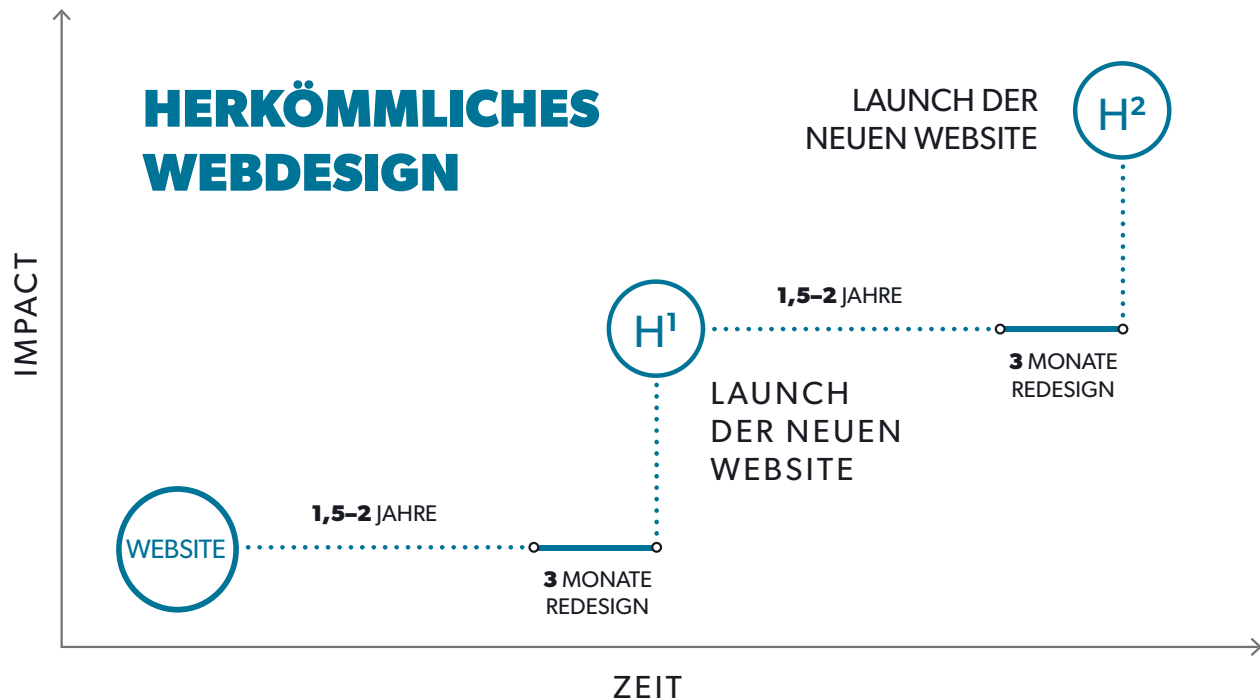 HERKÖMMLICHES
WEBDESIGN
LAUNCH DER
NEUEN WEBSITE
H²
IMPACT
1,5–2 JAHRE
H¹
3 MONATE
REDESIGN
LAUNCH
DER NEUEN
WEBSITE
1,5–2 JAHRE
WEBSITE
3 MONATE
REDESIGN
ZEIT